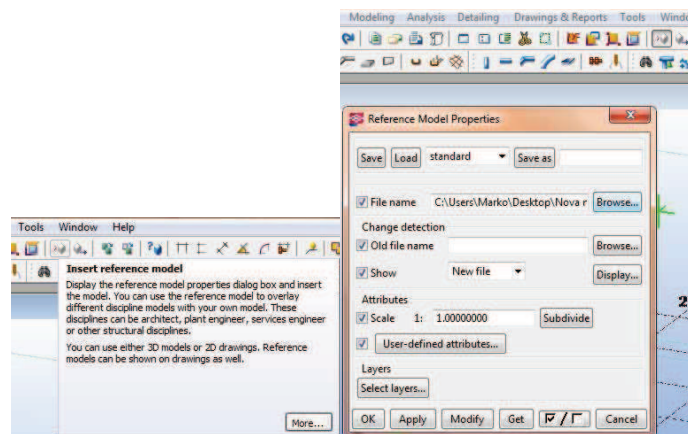 Tools Window Help
Insert reference model
Display the reference model properties dialog box and insert
the model. You can use the reference model to overlay
different discipline models with your own model. These
disciplines can be architect, plant engineer, services engineer
or other structural disciplines.
You can use either 3D models or 2D drawings. Reference
models can be shown on drawings as well.
More...
Modeling Analysis Detailing Drawings & Reports Tools
Reference Model Properties
Save Load standard Save as
File name C:\Users\Marko\Desktop\Nova r Browse...
Change detection
Old file name Browse...
Show New file Display...
Attributes
Scale 1: 1.00000000 Subdivide
User-defined attributes...
Layers
Select layers...
OK Apply Modify Get / Cancel
2